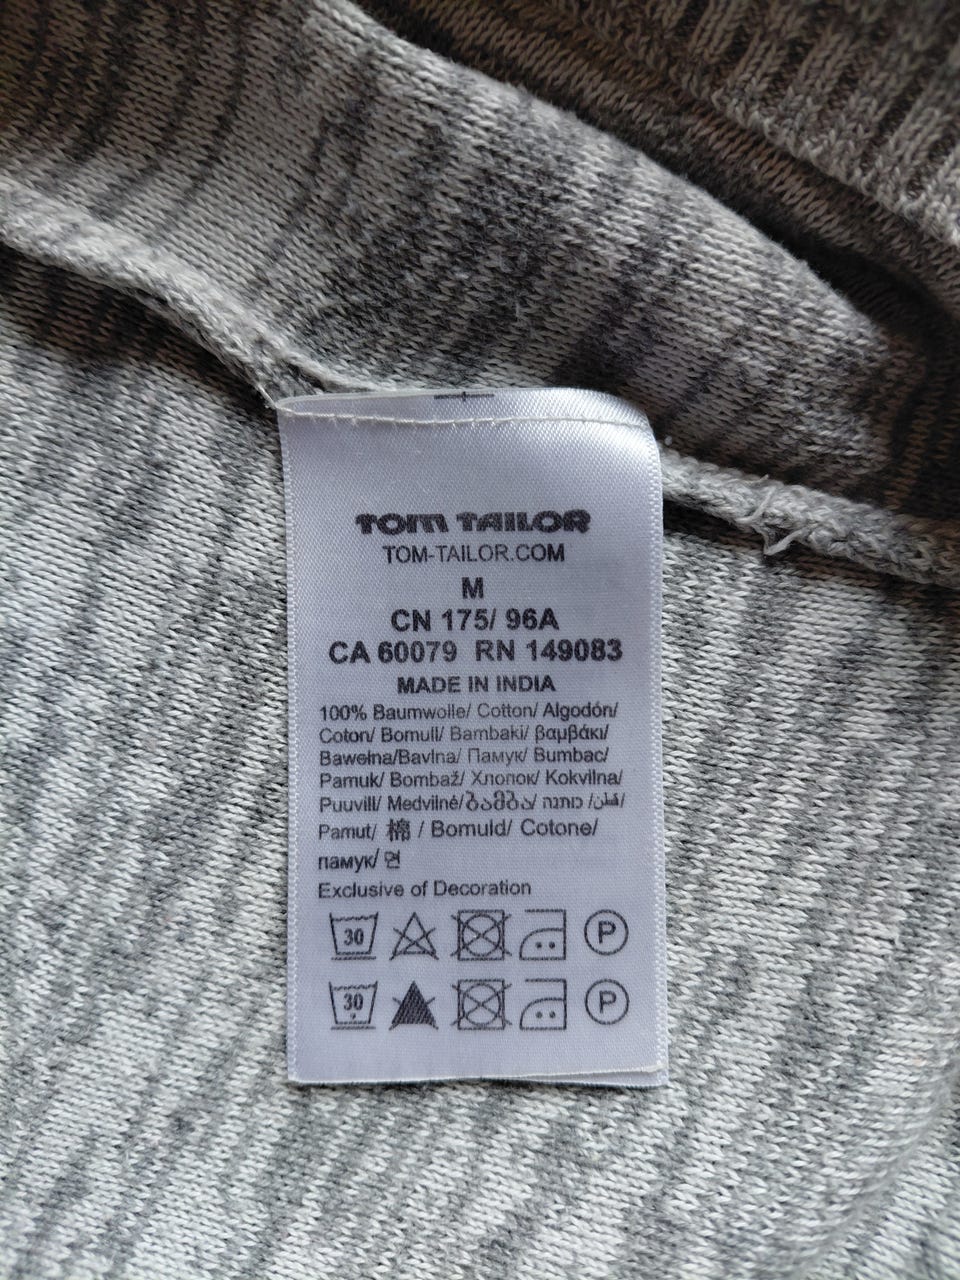 TOM TAILOR
TOM-TAILOR.COM
M
CN 175/ 96A
CA 60079 RN 149083
MADE IN INDIA
100% Baumwolle/ Cotton/ Algodón/
Coton/ Bomull/ Bambaki/ βαμβάκι/
Bawełna/Bavlna/ Памук/ Bumbac/
Pamuk/ Bombaž/ Хлопок/ Kokvilna/
Puuvill/ Medvilnė/ბამბა/ כותנה /قطن/
Pamut/ 棉 / Bomuld/ Cotone/
памук/ 면
Exclusive of Decoration
30 P
30 P